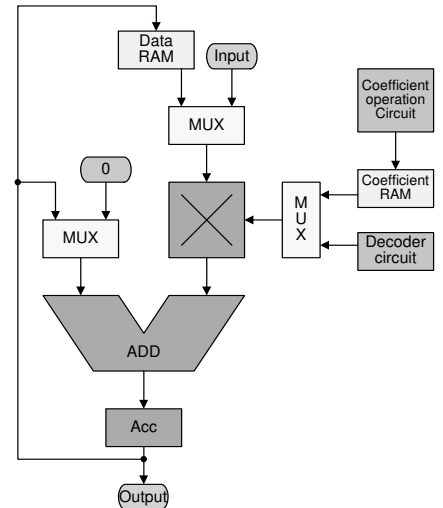 Data
RAM
Input
Coefficient
operation
Circuit
MUX
0
Coefficient
RAM
M
U
X
MUX
Decoder
circuit
ADD
Acc
Output